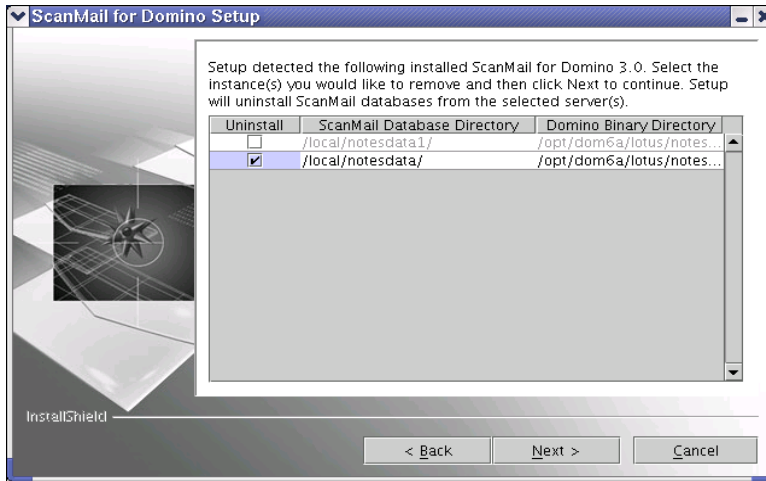 ScanMail for Domino Setup
Setup detected the following installed ScanMail for Domino 3.0. Select the
instance(s) you would like to remove and then click Next to continue. Setup
will uninstall ScanMail databases from the selected server(s).
Uninstall ScanMail Database Directory Domino Binary Directory
/local/notesdata1/ /opt/dom6a/lotus/notes...
/local/notesdata/ /opt/dom6a/lotus/notes...
InstallShield
< Back Next > Cancel